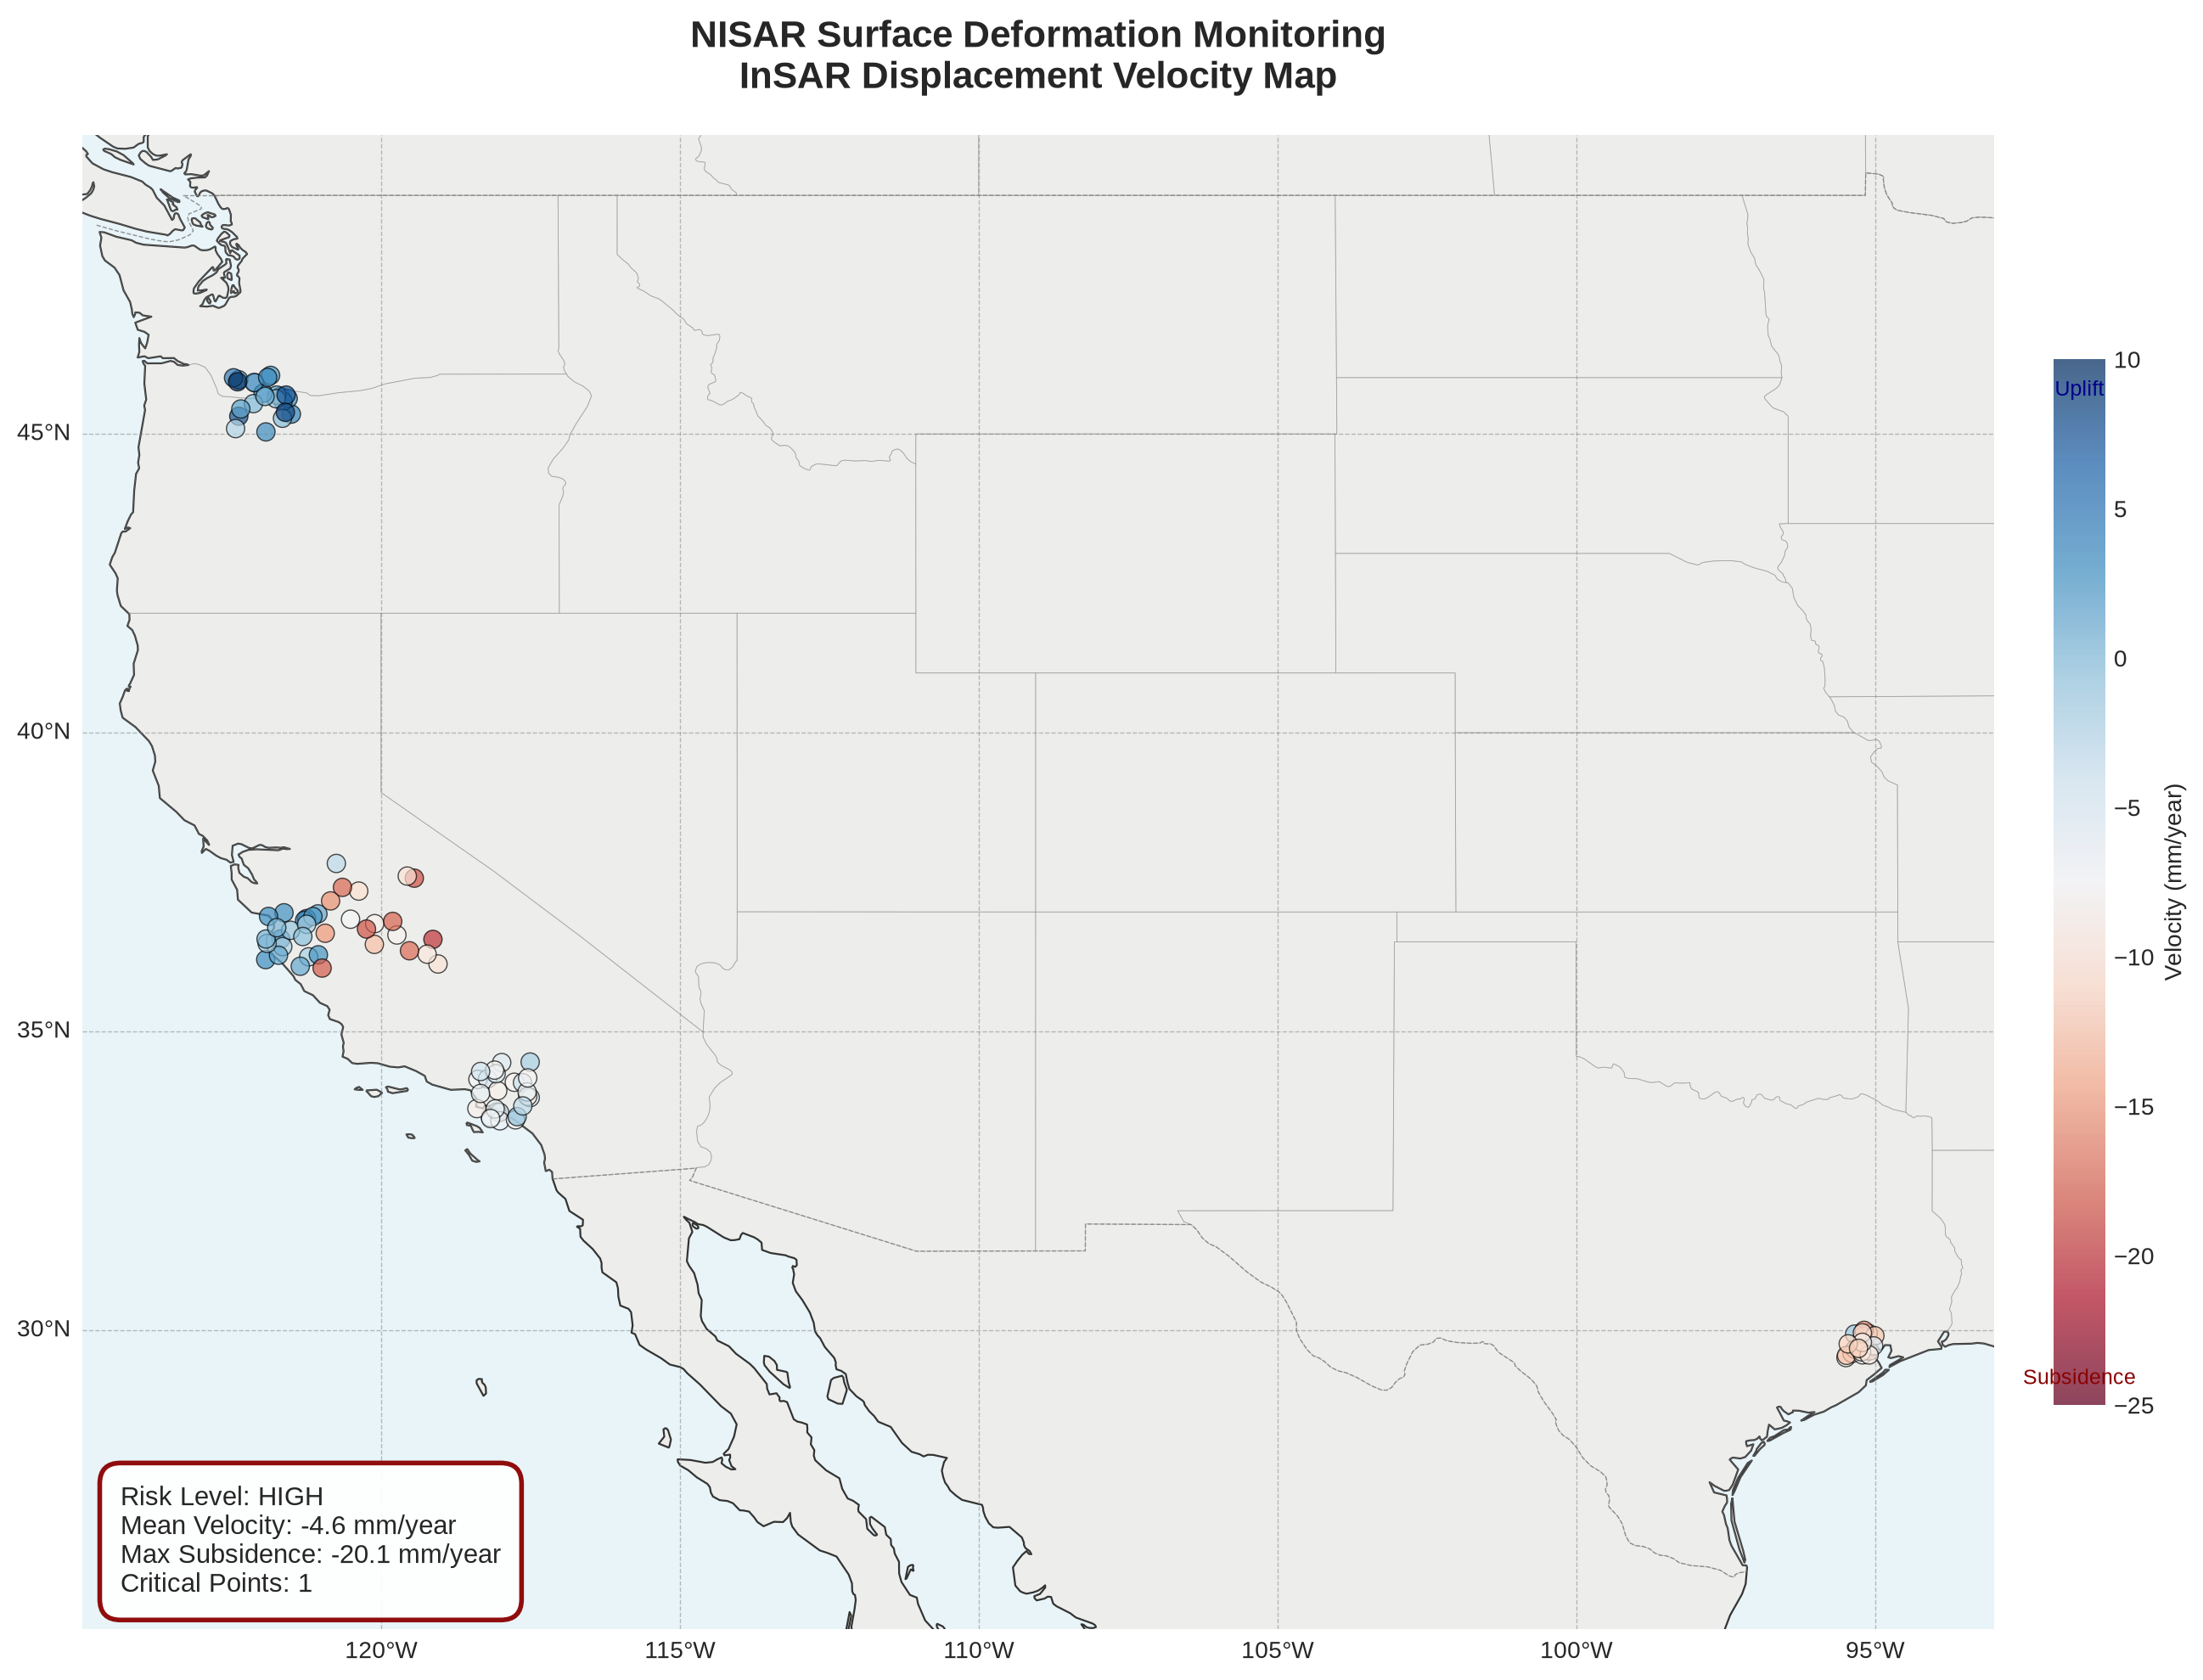 NISAR Surface Deformation Monitoring
InSAR Displacement Velocity Map
45°N
40°N
35°N
30°N
120°W
115°W
110°W
105°W
100°W
95°W
Risk Level: HIGH
Mean Velocity: -4.6 mm/year
Max Subsidence: -20.1 mm/year
Critical Points: 1
10
Uplift
5
0
−5
−10
−15
−20
Subsidence
−25
Velocity (mm/year)